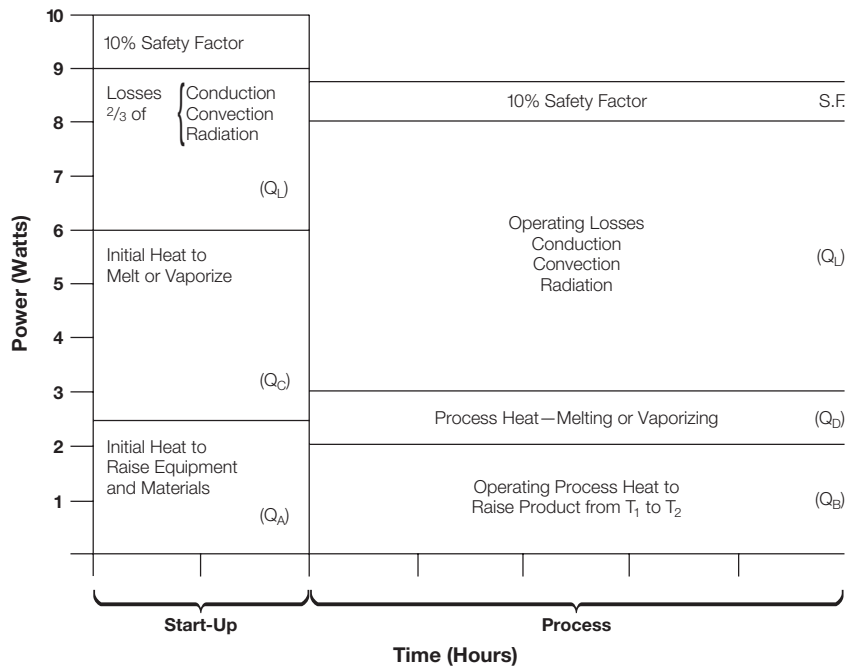 Power (Watts)
10
9
8
7
6
5
4
3
2
1
10% Safety Factor
Losses
2/3 of
Conduction
Convection
Radiation
(QL)
Initial Heat to
Melt or Vaporize
(QC)
Initial Heat to
Raise Equipment
and Materials
(QA)
10% Safety Factor S.F.
Operating Losses
Conduction
Convection
Radiation
(QL)
Process Heat—Melting or Vaporizing (QD)
Operating Process Heat to
Raise Product from T1 to T2
(QB)
Start-Up
Process
Time (Hours)